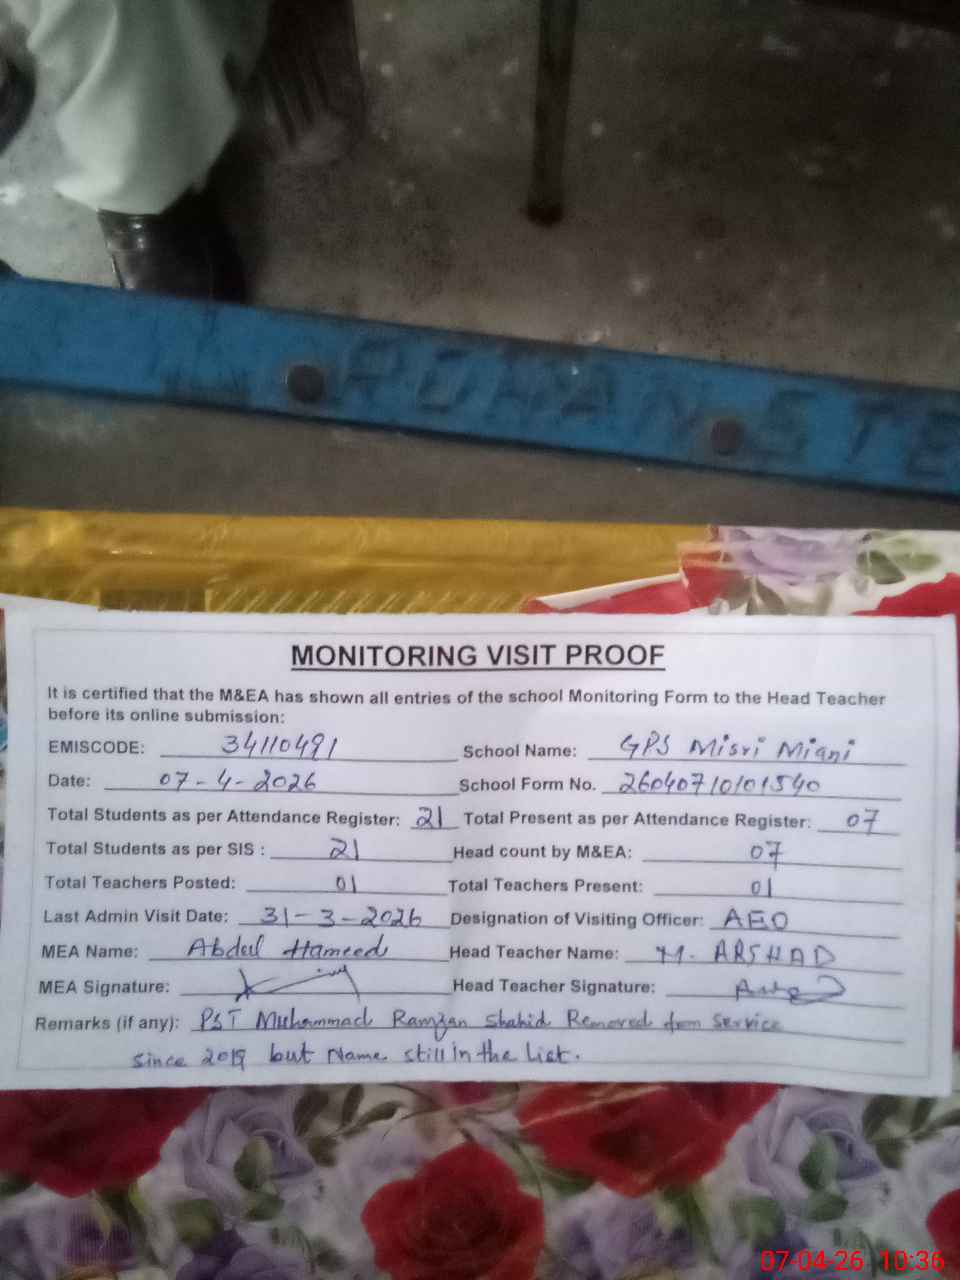 ROHAN STE
MONITORING VISIT PROOF
It is certified that the M&EA has shown all entries of the school Monitoring Form to the Head Teacher
before its online submission:
EMISCODE: 34110491 School Name: GPS Misri Miani
Date: 07-4-2026 School Form No. 26040710101540
Total Students as per Attendance Register: 21 Total Present as per Attendance Register: 07
Total Students as per SIS : 21 Head count by M&EA: 07
Total Teachers Posted: 01 Total Teachers Present: 01
Last Admin Visit Date: 31-3-2026 Designation of Visiting Officer: AEO
MEA Name: Abdul Hameed Head Teacher Name: M. ARSHAD
MEA Signature: Head Teacher Signature:
Remarks (if any): PST Muhammad Ramzan Shahid Removed from Service
since 2019 but Name still in the List.
07-04-26 10:36